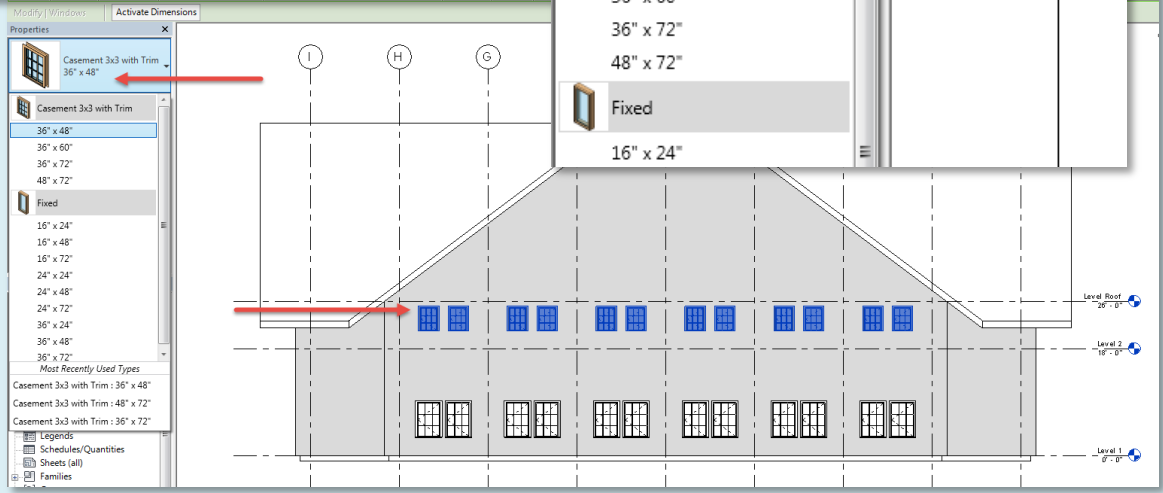 Modify | Windows
Activate Dimensions
Properties
Casement 3x3 with Trim
36" x 48"
Casement 3x3 with Trim
36" x 48"
36" x 60"
36" x 72"
48" x 72"
Fixed
16" x 24"
16" x 48"
16" x 72"
24" x 24"
24" x 48"
24" x 72"
36" x 24"
36" x 48"
36" x 72"
Most Recently Used Types
Casement 3x3 with Trim : 36" x 48"
Casement 3x3 with Trim : 48" x 72"
Casement 3x3 with Trim : 36" x 72"
Legends
Schedules/Quantities
Sheets (all)
Families
I
H
G
36" x 72"
48" x 72"
Fixed
16" x 24"
Level Roof
26' - 0"
Level 2
18' - 0"
Level 1
0' - 0"